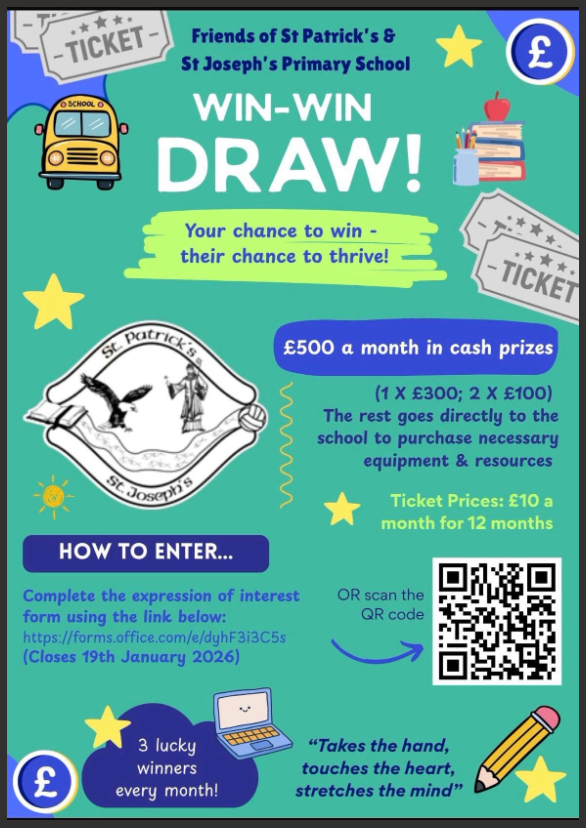 TICKET
Friends of St Patrick's &
St Joseph's Primary School
£
SCHOOL
WIN-WIN
DRAW!
Your chance to win -
their chance to thrive!
TICKET
£500 a month in cash prizes
St. Patrick's
St. Joseph's
(1 X £300; 2 X £100)
The rest goes directly to the
school to purchase necessary
equipment & resources
Ticket Prices: £10 a
month for 12 months
HOW TO ENTER...
Complete the expression of interest
form using the link below:
https://forms.office.com/e/dyhF3i3C5s
(Closes 19th January 2026)
OR scan the
QR code
3 lucky
winners
every month!
£
“Takes the hand,
touches the heart,
stretches the mind”